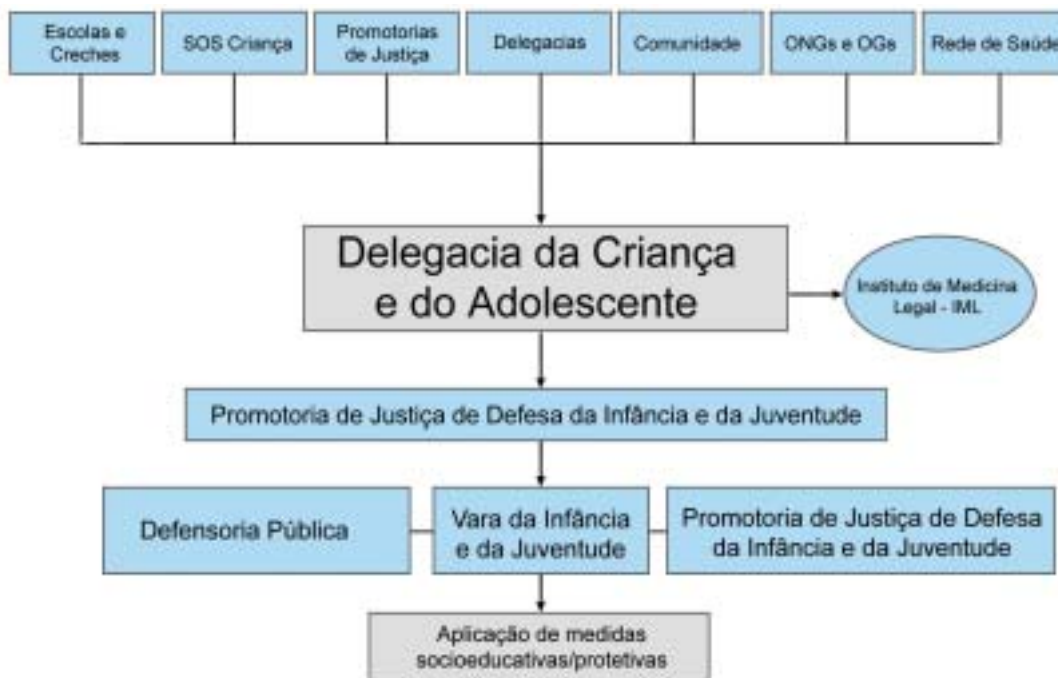 Escolas e
Creches
SOS Criança
Promotorias
de Justiça
Delegacias
Comunidade
ONGs e OGs
Rede de Saúde
Delegacia da Criança
e do Adolescente
Instituto de Medicina
Legal - IML
Promotoria de Justiça de Defesa da Infância e da Juventude
Defensoria Pública
Vara da Infância
e da Juventude
Promotoria de Justiça de Defesa
da Infância e da Juventude
Aplicação de medidas
socioeducativas/protetivas